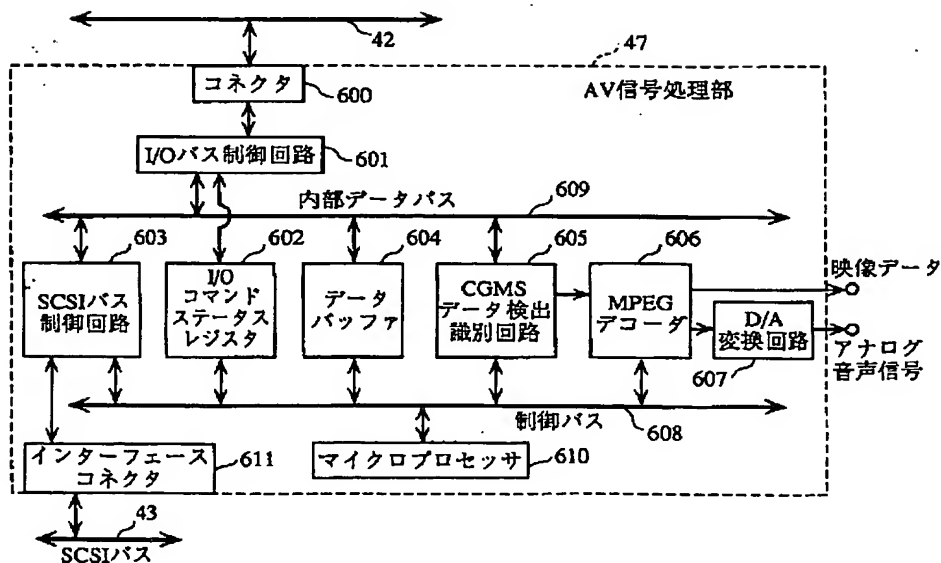 42
47
コネクタ
600
AV信号処理部
I/Oバス制御回路
601
内部データバス
609
603
602
604
605
606
SCSIバス
制御回路
I/O
コマンド
ステータス
レジスタ
データ
バッファ
CGMS
データ検出
識別回路
MPEG
デコーダ
映像データ
D/A
変換回路
607
アナログ
音声信号
制御バス
608
インターフェース
コネクタ
611
マイクロプロセッサ
610
43
SCSIバス